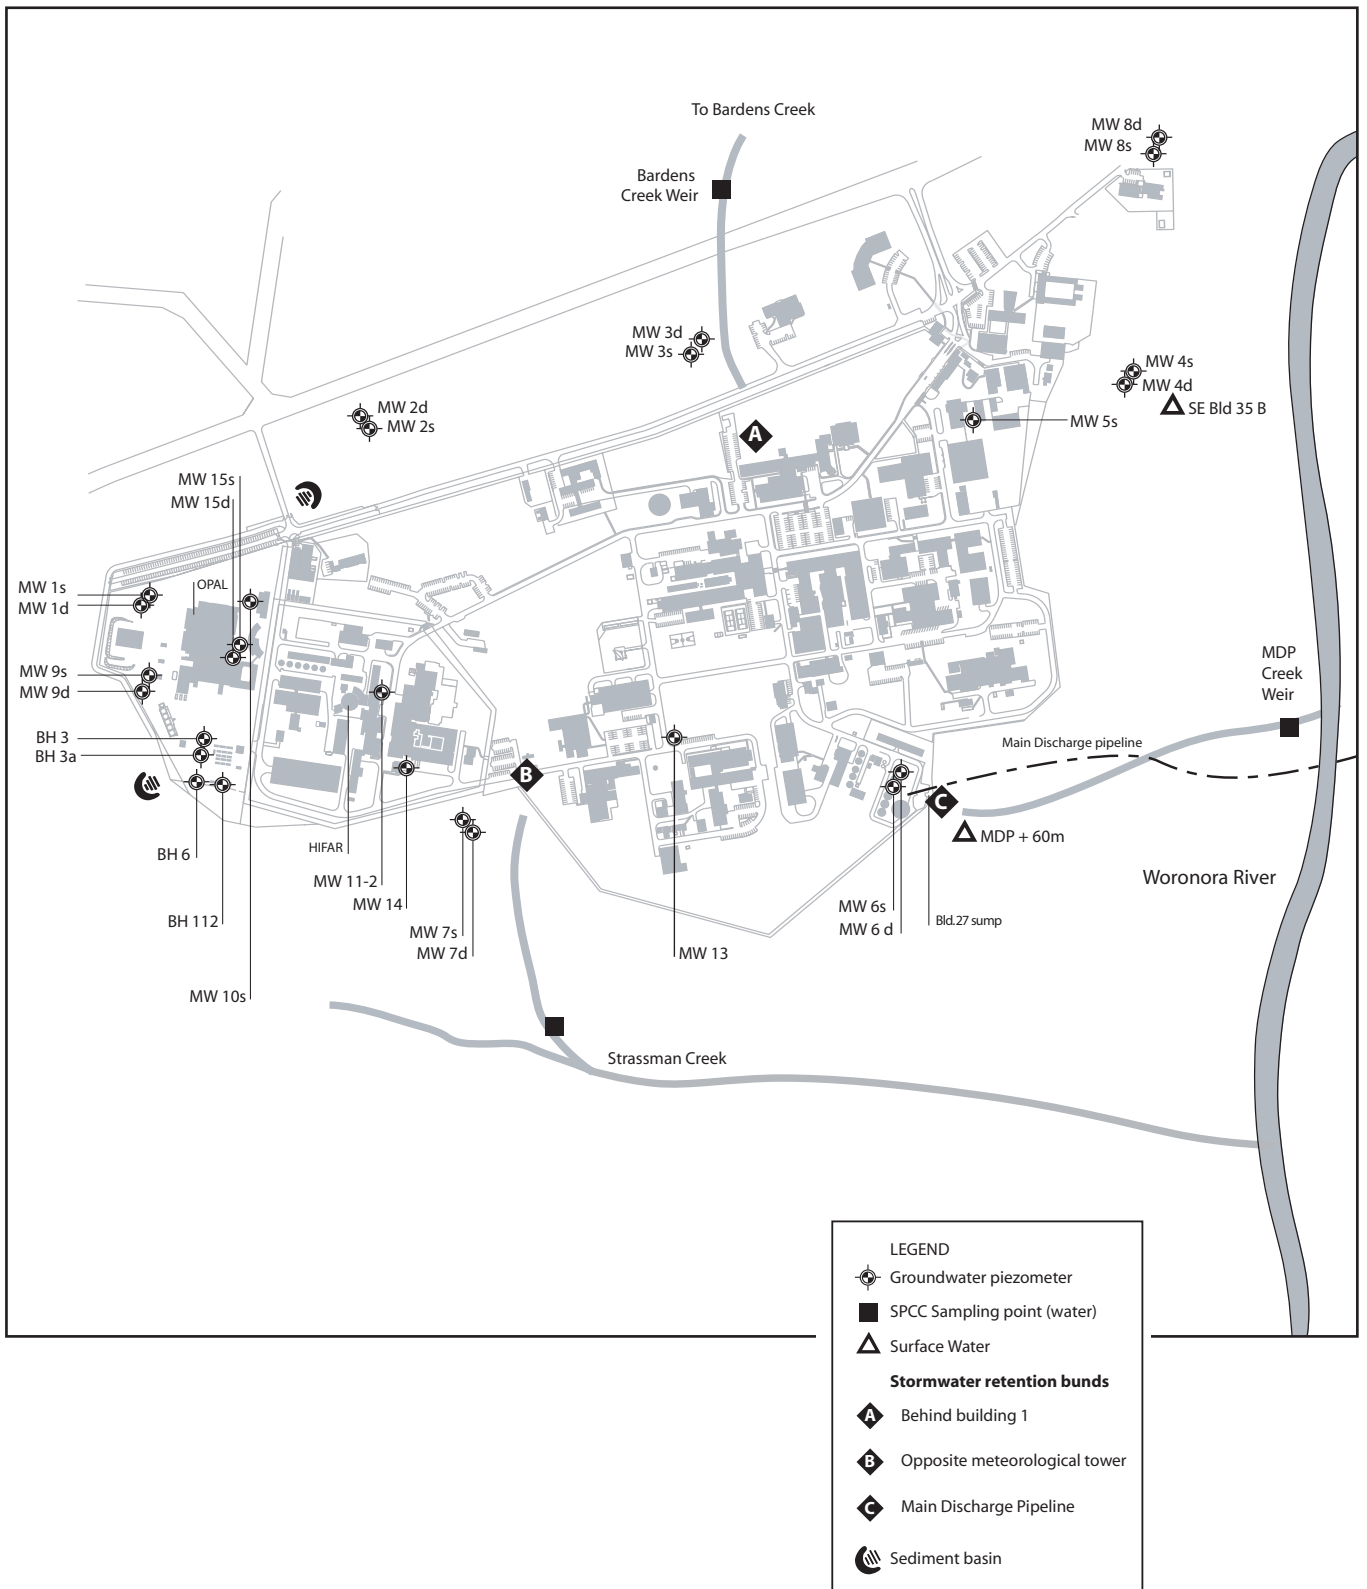 To Bardens Creek
MW 8d
MW 8s
Bardens
Creek Weir
MW 3d
MW 3s
MW 4s
MW 4d
SE Bld 35 B
MW 2d
MW 2s
MW 5s
A
MW 15s
MW 15d
MW 1s
MW 1d
OPAL
MW 9s
MW 9d
MDP
Creek
Weir
BH 3
BH 3a
Main Discharge pipeline
B
C
MDP + 60m
BH 6
HIFAR
MW 11-2
MW 14
Woronora River
BH 112
MW 7s
MW 7d
MW 13
MW 6s
MW 6 d
Bld.27 sump
MW 10s
Strassman Creek
LEGEND
Groundwater piezometer
SPCC Sampling point (water)
Surface Water
Stormwater retention bunds
A Behind building 1
B Opposite meteorological tower
C Main Discharge Pipeline
Sediment basin